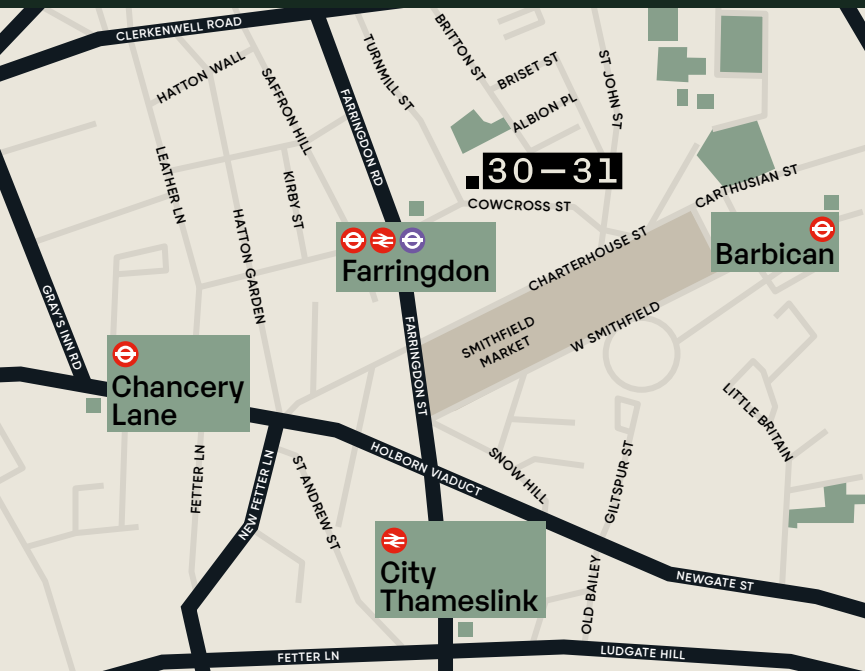 CLERKENWELL ROAD
HATTON WALL
SAFFRON HILL
FARRINGDON RD
TURNMILL ST
BRITTON ST
BRISET ST
ALBION PL
ST JOHN ST
LEATHER LN
KIRBY ST
HATTON GARDEN
30–31
COWCROSS ST
CARTHUSIAN ST
Farringdon
CHARTERHOUSE ST
Barbican
GRAY'S INN RD
FARRINGDON ST
SMITHFIELD
MARKET
W SMITHFIELD
Chancery
Lane
LITTLE BRITAIN
FETTER LN
NEW FETTER LN
ST ANDREW ST
HOLBORN VIADUCT
SNOW HILL
GILTSPUR ST
City
Thameslink
OLD BAILEY
NEWGATE ST
FETTER LN
LUDGATE HILL